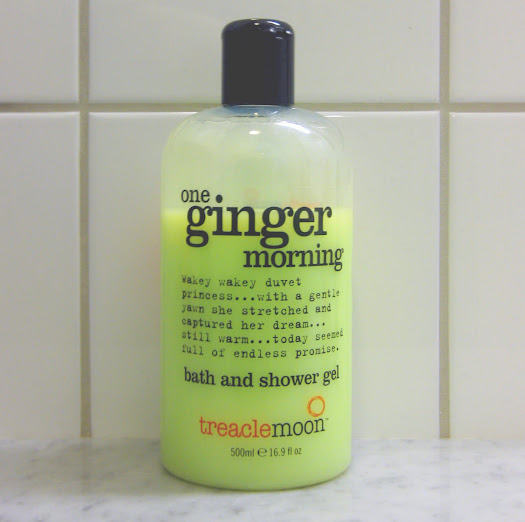 one
ginger
morning
Wakey wakey duvet
princess...with a gentle
yawn she stretched and
captured her dream...
still warm...today seemed
full of endless promise.
bath and shower gel
treaclemoon™
500ml ℮ 16.9 fl oz